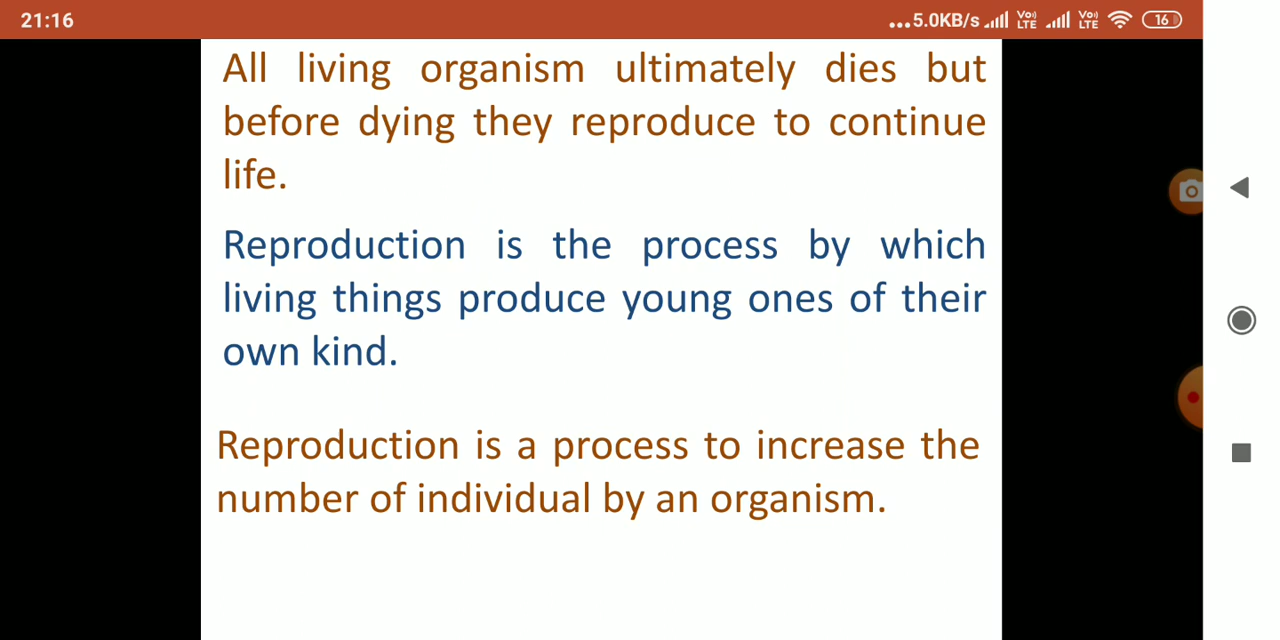 21:16 ...5.0KB/s Vo) LTE Vo) LTE 16
All living organism ultimately dies but
before dying they reproduce to continue
life.
Reproduction is the process by which
living things produce young ones of their
own kind.
Reproduction is a process to increase the
number of individual by an organism.